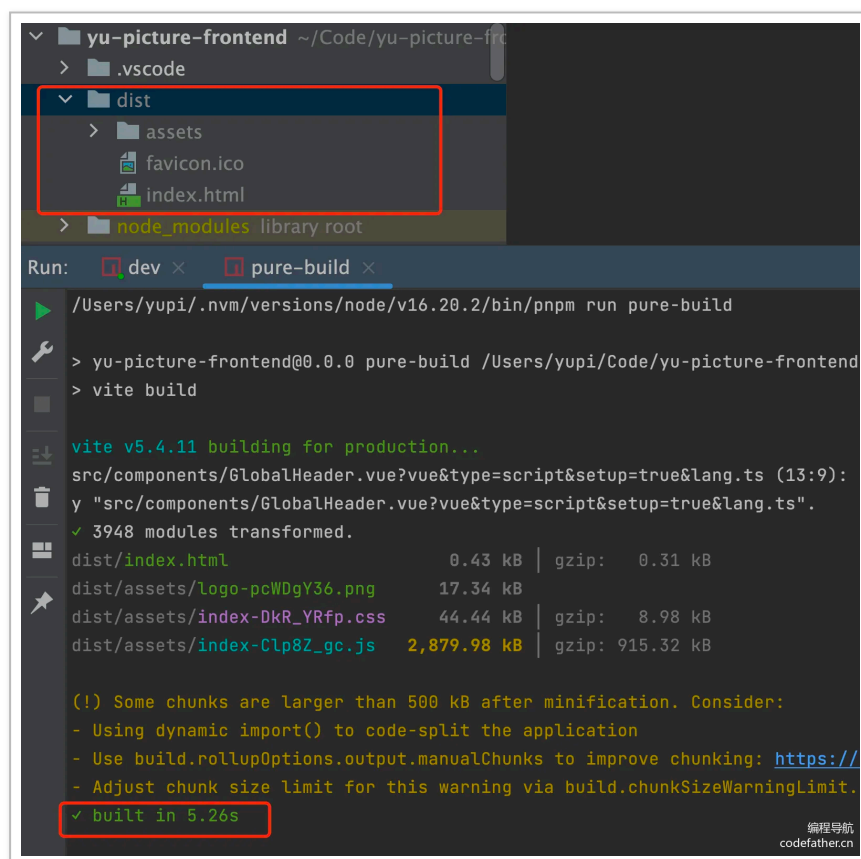 yu-picture-frontend ~/Code/yu-picture-fro
.vscode
dist
assets
favicon.ico
index.html
node_modules library root
Run: dev pure-build
/Users/yupi/.nvm/versions/node/v16.20.2/bin/pnpm run pure-build
> yu-picture-frontend@0.0.0 pure-build /Users/yupi/Code/yu-picture-frontend
> vite build
vite v5.4.11 building for production...
src/components/GlobalHeader.vue?vue&type=script&setup=true&lang.ts (13:9):
y "src/components/GlobalHeader.vue?vue&type=script&setup=true&lang.ts".
✓ 3948 modules transformed.
dist/index.html 0.43 kB │ gzip: 0.31 kB
dist/assets/logo-pcWDgY36.png 17.34 kB
dist/assets/index-DkR_YRfp.css 44.44 kB │ gzip: 8.98 kB
dist/assets/index-Clp8Z_gc.js 2,879.98 kB │ gzip: 915.32 kB
(!) Some chunks are larger than 500 kB after minification. Consider:
- Using dynamic import() to code-split the application
- Use build.rollupOptions.output.manualChunks to improve chunking: https://
- Adjust chunk size limit for this warning via build.chunkSizeWarningLimit.
✓ built in 5.26s
编程导航
codefather.cn